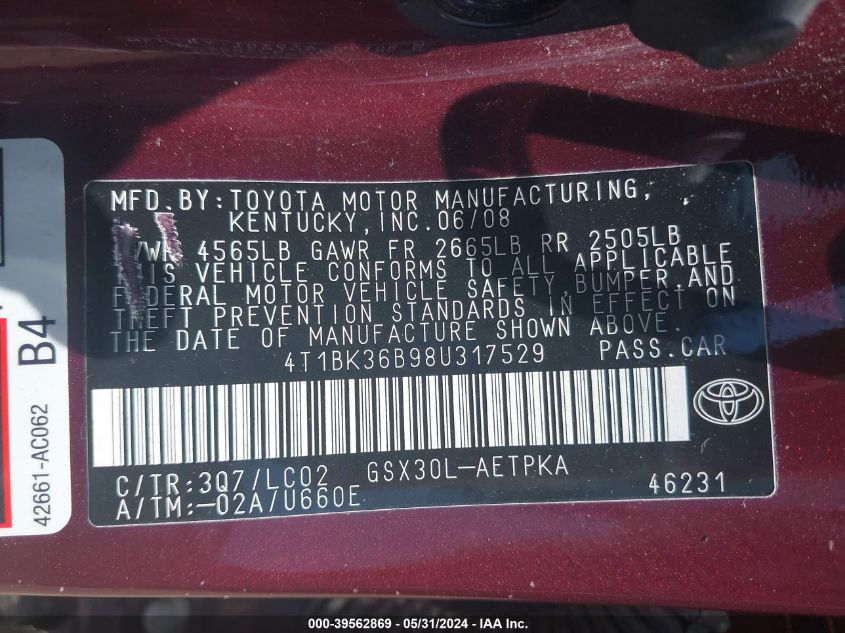 MFD.BY:TOYOTA MOTOR MANUFACTURING,
KENTUCKY,INC.06/08
4565LB GAWR FR 2665LB RR 2505LB
THIS VEHICLE CONFORMS TO ALL APPLICABLE
FEDERAL MOTOR VEHICLE SAFETY,BUMPER,AND
THEFT PREVENTION STANDARDS IN EFFECT ON
THE DATE OF MANUFACTURE SHOWN ABOVE.
4T1BK36B98U317529 PASS.CAR
C/TR:3Q7/LC02 GSX30L-AETPKA
A/TM:-02A/U660E 46231
42661-AC062 B4
000-39562869 / 05/31/2024 - IAA Inc.